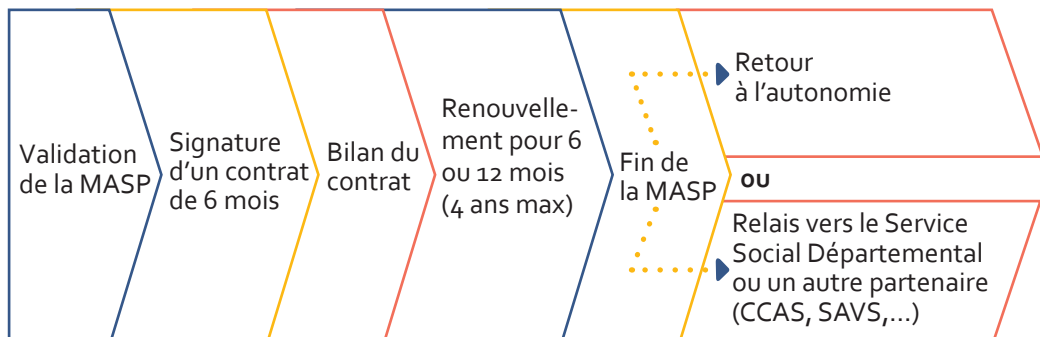 Validation
de la MASP
Signature
d'un contrat
de 6 mois
Bilan du
contrat
Renouvelle-
ment pour 6
ou 12 mois
(4 ans max)
Fin de
la MASP
Retour
à l'autonomie
ou
Relais vers le Service
Social Départemental
ou un autre partenaire
(CCAS, SAVS,...)